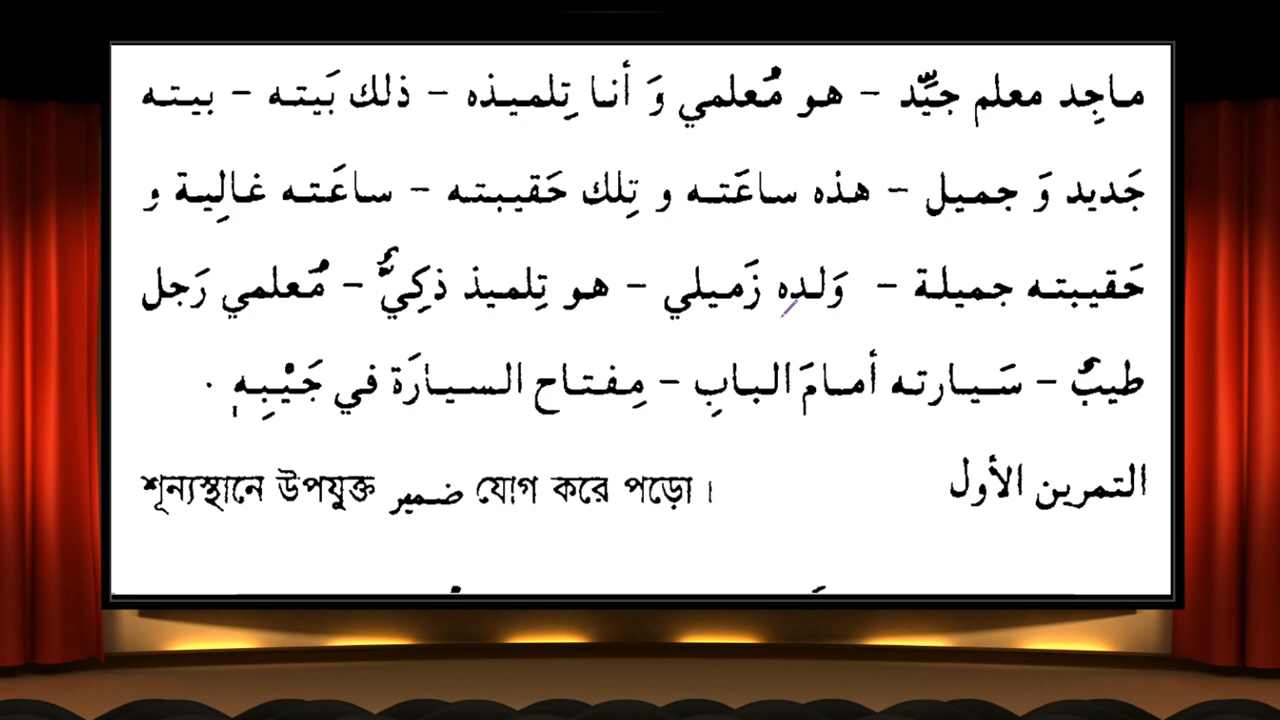 ماجِد معلم جيِّد – هو مُعلمي وَ أنا تِلميذه – ذلك بَيته – بيته
جَديد وَ جميل – هذه ساعَته و تِلك حَقيبته – ساعَته غالِية و
حَقيبته جميلة – وَلده زَميلي – هو تِلميذ ذكِيٌّ – مُعلمي رَجل
طيبٌ – سَيارته أمامَ البابِ – مِفتاح السيارَة في جَيْبِهٖ .
التمرين الأول
শূন্যস্থানে উপযুক্ত ضمير যোগ করে পড়ো।